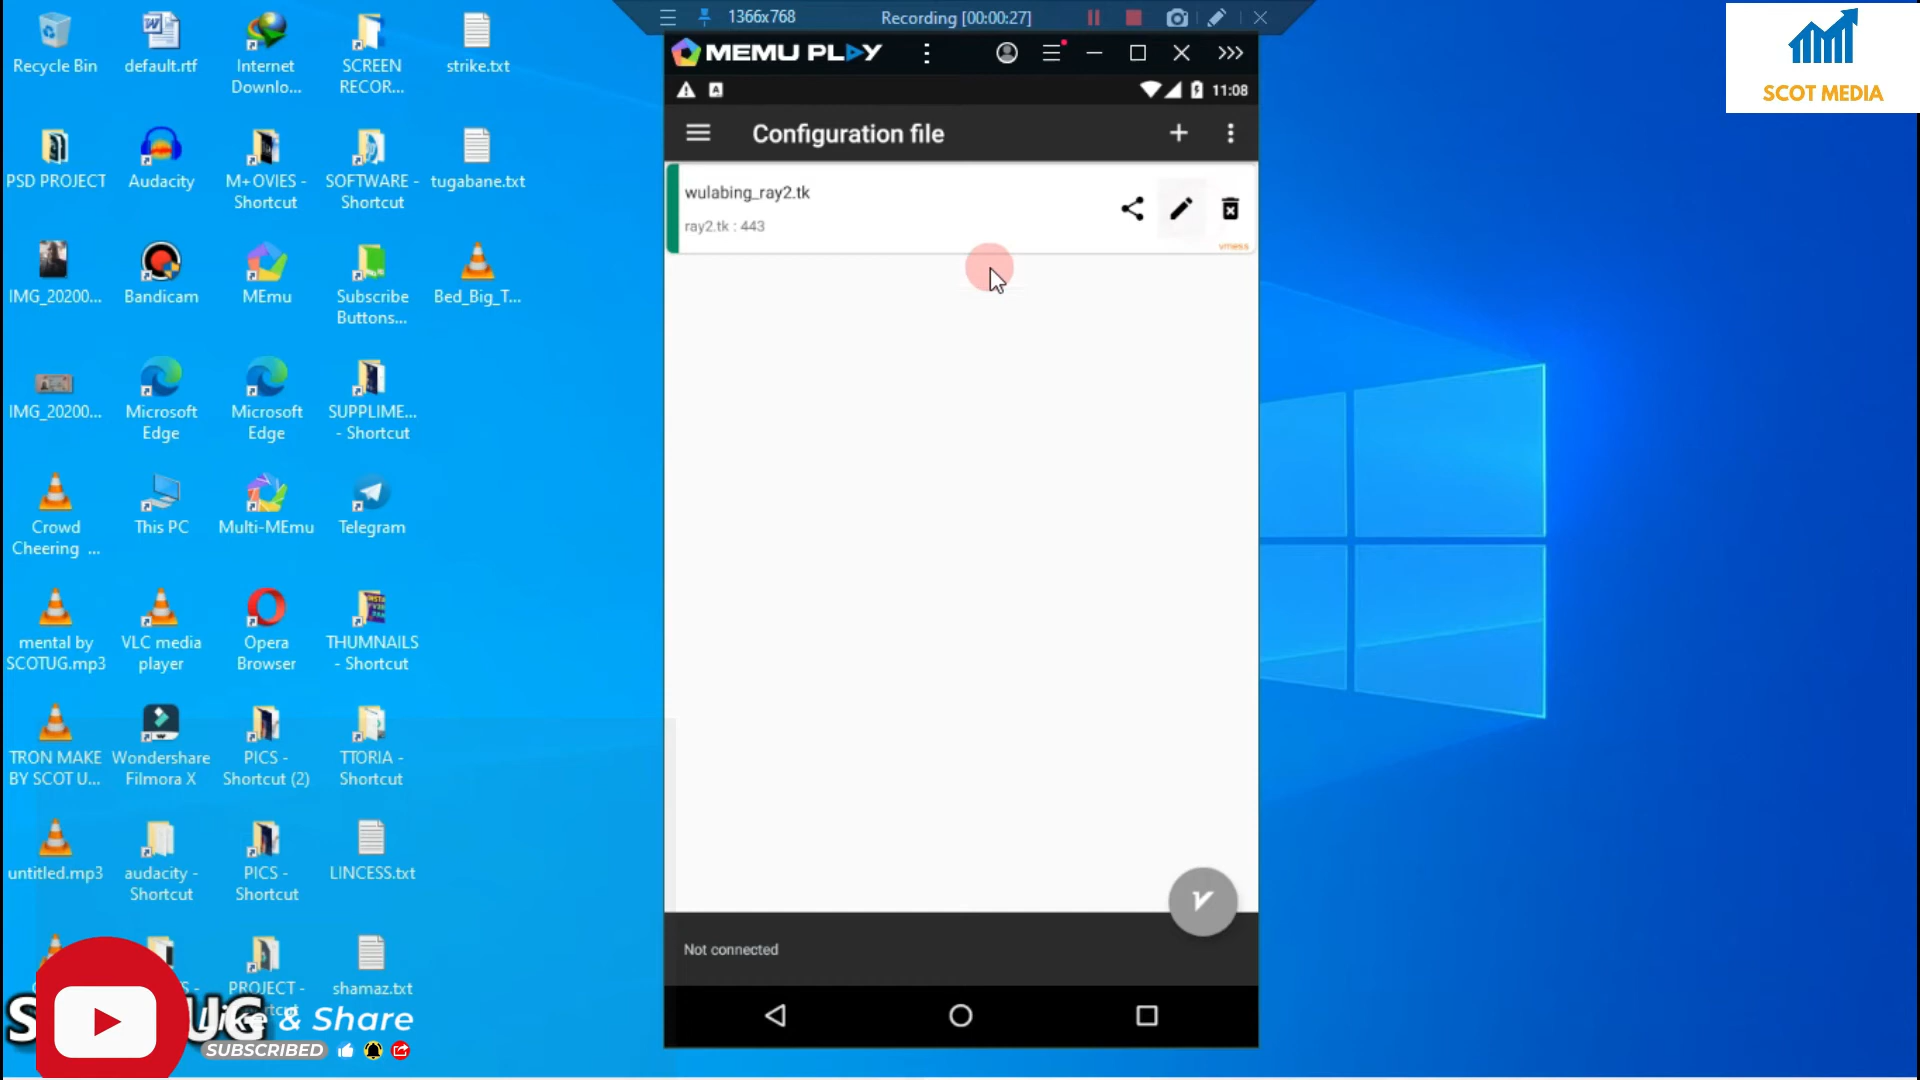 1366x768
Recording [00:00:27]
SCOT MEDIA
MEMU PLAY
11:08
Configuration file
wulabing_ray2.tk
ray2.tk : 443
vmess
Not connected
Recycle Bin
default.rtf
Internet
Downlo...
SCREEN
RECOR...
strike.txt
PSD PROJECT
Audacity
M+OVIES -
Shortcut
SOFTWARE -
Shortcut
tugabane.txt
IMG_20200...
Bandicam
MEmu
Subscribe
Buttons...
Bed_Big_T...
IMG_20200...
Microsoft
Edge
Microsoft
Edge
SUPPLIME...
- Shortcut
Crowd
Cheering ...
This PC
Multi-MEmu
Telegram
mental by
SCOTUG.mp3
VLC media
player
Opera
Browser
THUMNAILS
- Shortcut
TRON MAKE
BY SCOT U...
Wondershare
Filmora X
PICS -
Shortcut (2)
TTORIA -
Shortcut
untitled.mp3
audacity -
Shortcut
PICS -
Shortcut
LINCESS.txt
PROJECT -
shamaz.txt
UG
& Share
SUBSCRIBED